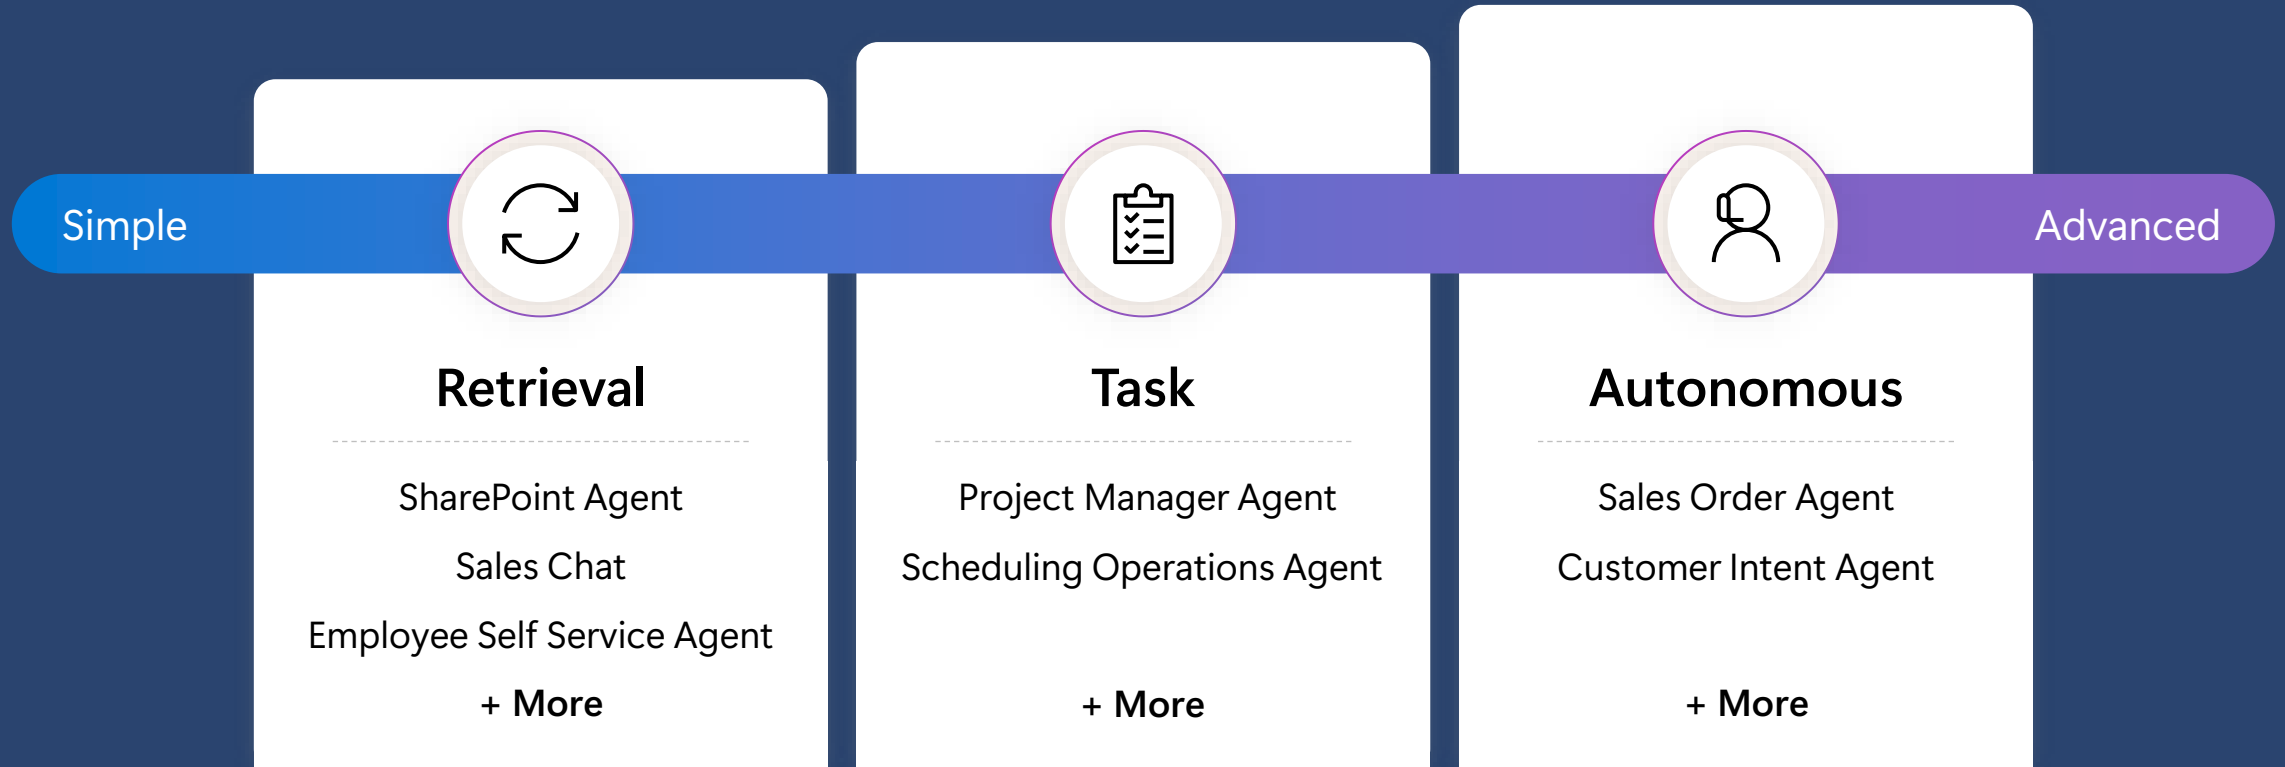 Simple
Advanced
Retrieval
SharePoint Agent
Sales Chat
Employee Self Service Agent
+ More
Task
Project Manager Agent
Scheduling Operations Agent
+ More
Autonomous
Sales Order Agent
Customer Intent Agent
+ More